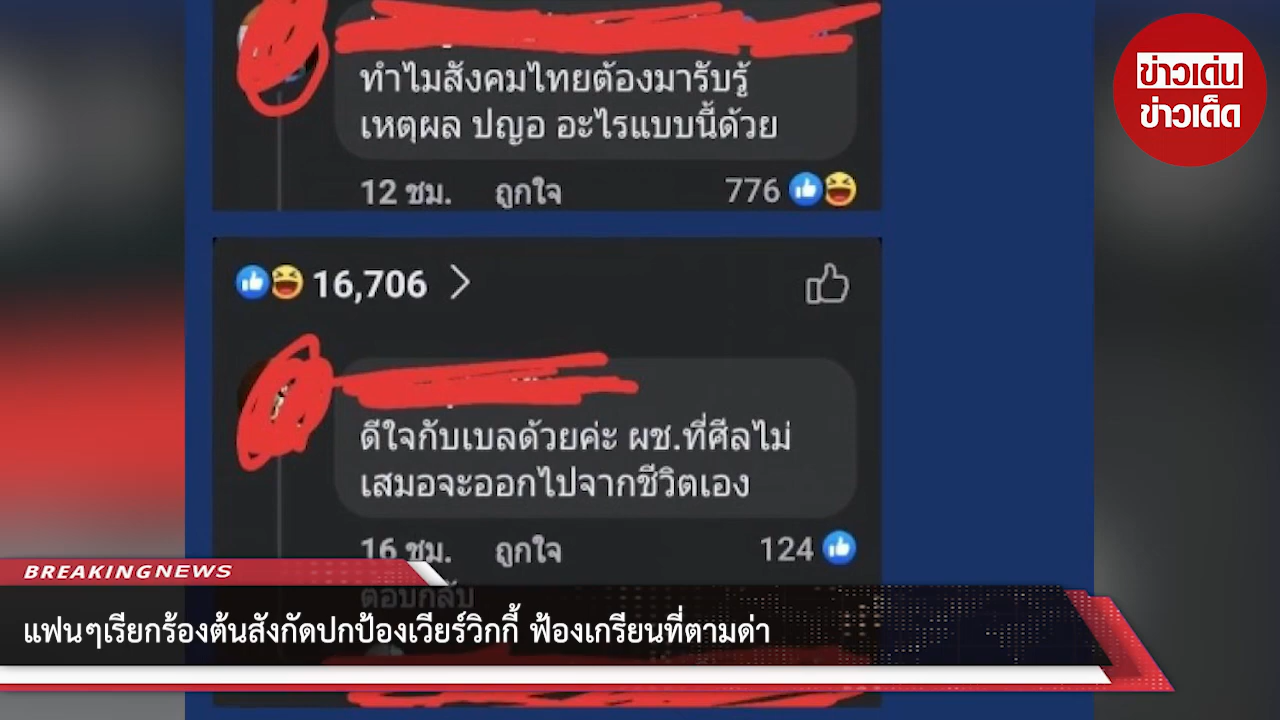 ข่าวเด่น
ข่าวเด็ด
ทำไมสังคมไทยต้องมารับรู้
เหตุผล ปญอ อะไรแบบนี้ด้วย
12 ชม. ถูกใจ 776
16,706
ดีใจกับเบลด้วยค่ะ ผช.ที่ศีลไม่
เสมอจะออกไปจากชีวิตเอง
16 ชม. ถูกใจ 124
ตอบกลับ
BREAKINGNEWS
แฟนๆเรียกร้องต้นสังกัดปกป้องเวียร์วิกกี้ ฟ้องเกรียนที่ตามด่า